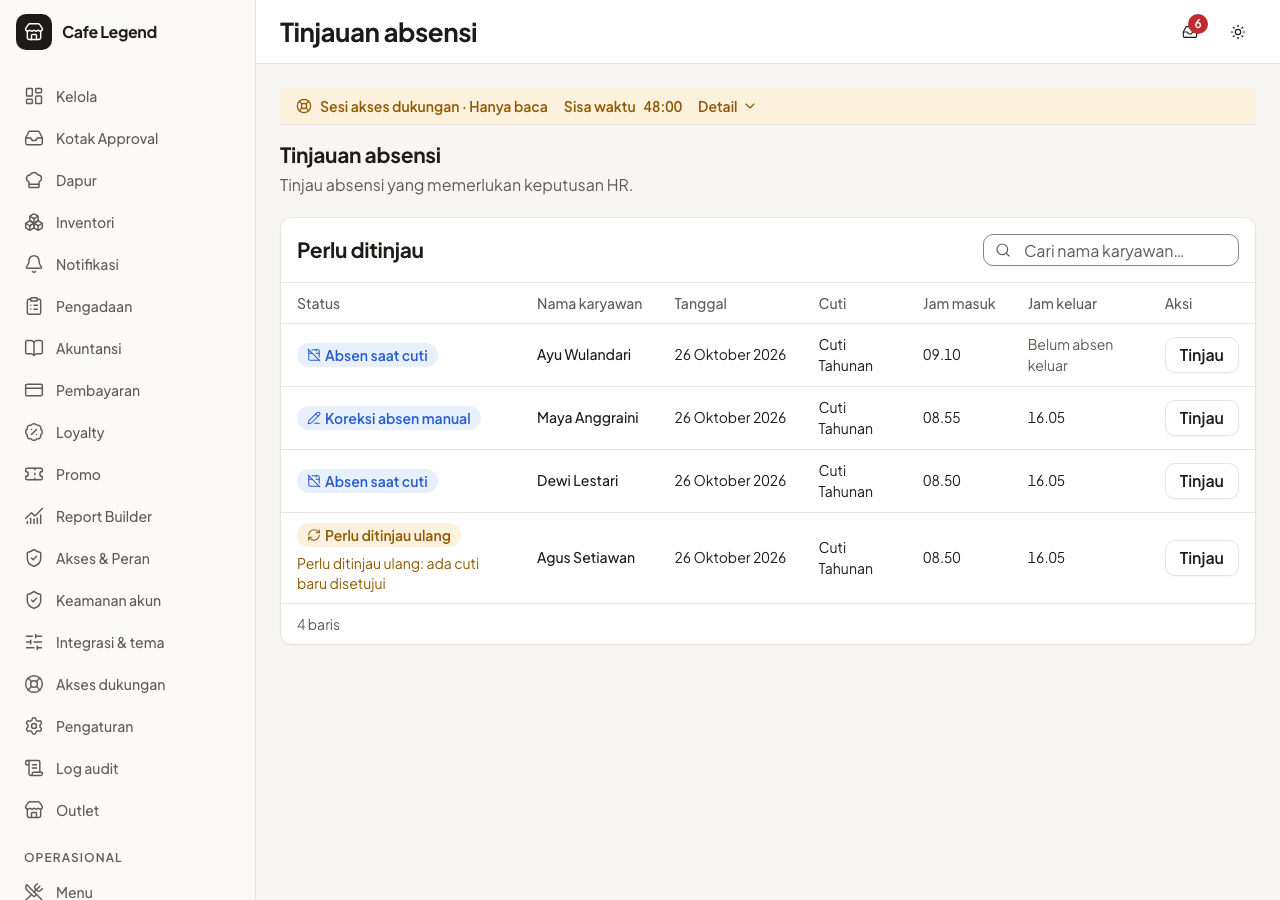 Cafe Legend
Tinjauan absensi
6
Kelola
Kotak Approval
Dapur
Inventori
Notifikasi
Pengadaan
Akuntansi
Pembayaran
Loyalty
Promo
Report Builder
Akses & Peran
Keamanan akun
Integrasi & tema
Akses dukungan
Pengaturan
Log audit
Outlet
OPERASIONAL
Menu
Sesi akses dukungan · Hanya baca Sisa waktu 48:00 Detail
Tinjauan absensi
Tinjau absensi yang memerlukan keputusan HR.
Perlu ditinjau
Cari nama karyawan...
Status Nama karyawan Tanggal Cuti Jam masuk Jam keluar Aksi
Absen saat cuti Ayu Wulandari 26 Oktober 2026 Cuti Tahunan 09.10 Belum absen keluar Tinjau
Koreksi absen manual Maya Anggraini 26 Oktober 2026 Cuti Tahunan 08.55 16.05 Tinjau
Absen saat cuti Dewi Lestari 26 Oktober 2026 Cuti Tahunan 08.50 16.05 Tinjau
Perlu ditinjau ulang
Perlu ditinjau ulang: ada cuti baru disetujui Agus Setiawan 26 Oktober 2026 Cuti Tahunan 08.50 16.05 Tinjau
4 baris